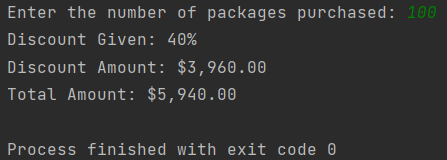 Enter the number of packages purchased: 100
Discount Given: 40%
Discount Amount: $3,960.00
Total Amount: $5,940.00
Process finished with exit code 0